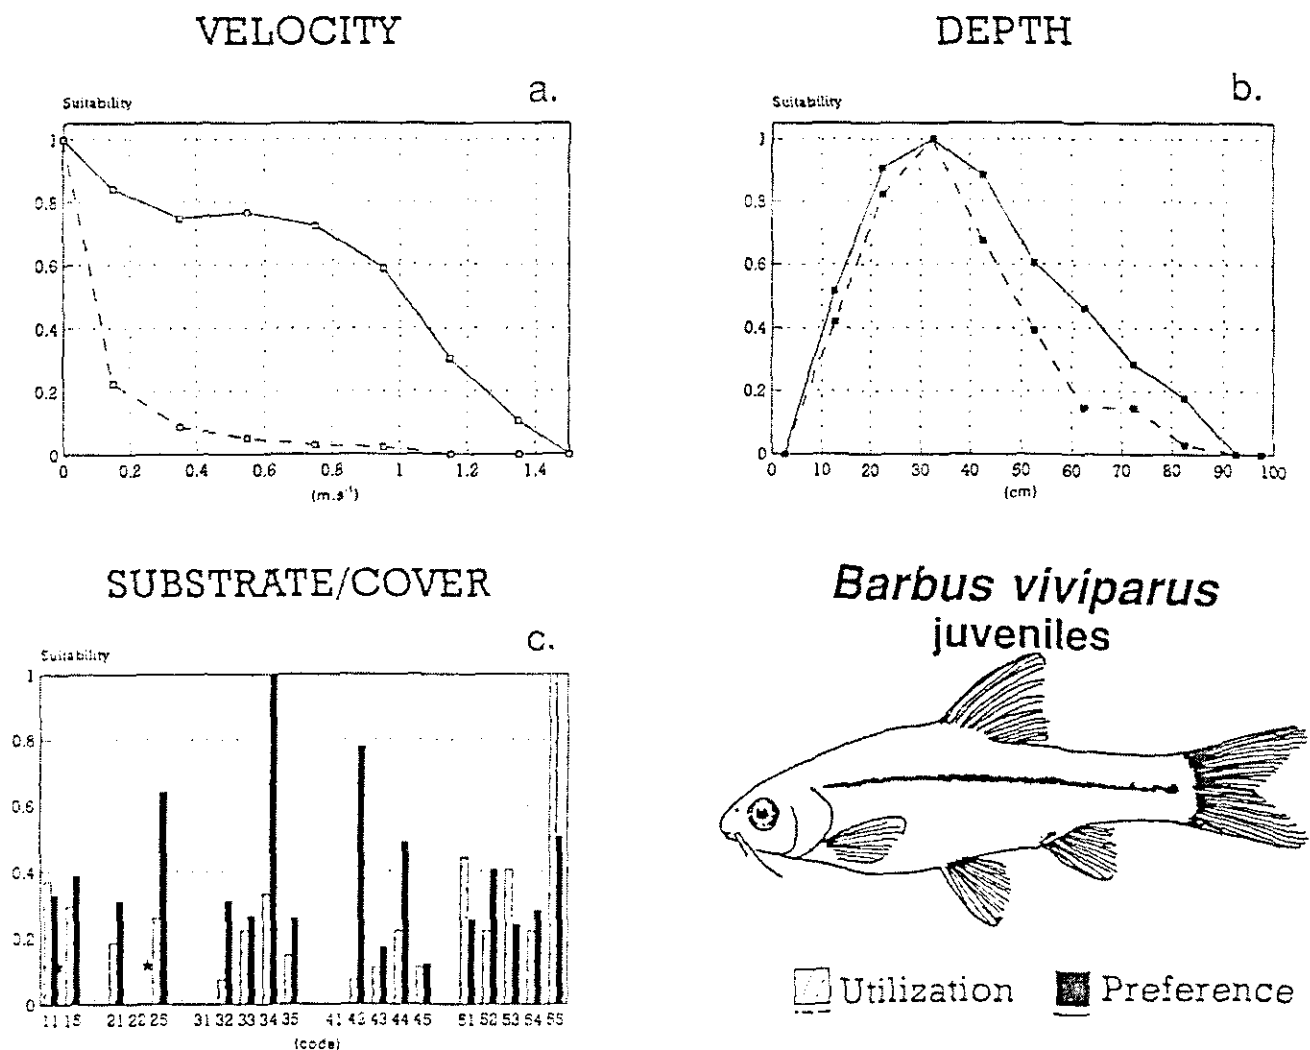 VELOCITY
DEPTH
a.
b.
Suitability
Suitability
1
0.8
0.6
0.4
0.2
0
0 0.2 0.4 0.6 0.8 1 1.2 1.4
(m.s⁻¹)
1
0.8
0.6
0.4
0.2
0
0 10 20 30 40 50 60 70 80 90 100
(cm)
SUBSTRATE/COVER
c.
Suitability
1
0.8
0.6
0.4
0.2
0
* *
11 15 21 22 25 31 32 33 34 35 41 42 43 44 45 51 52 53 54 55
(code)
Barbus viviparus
juveniles
Utilization
Preference